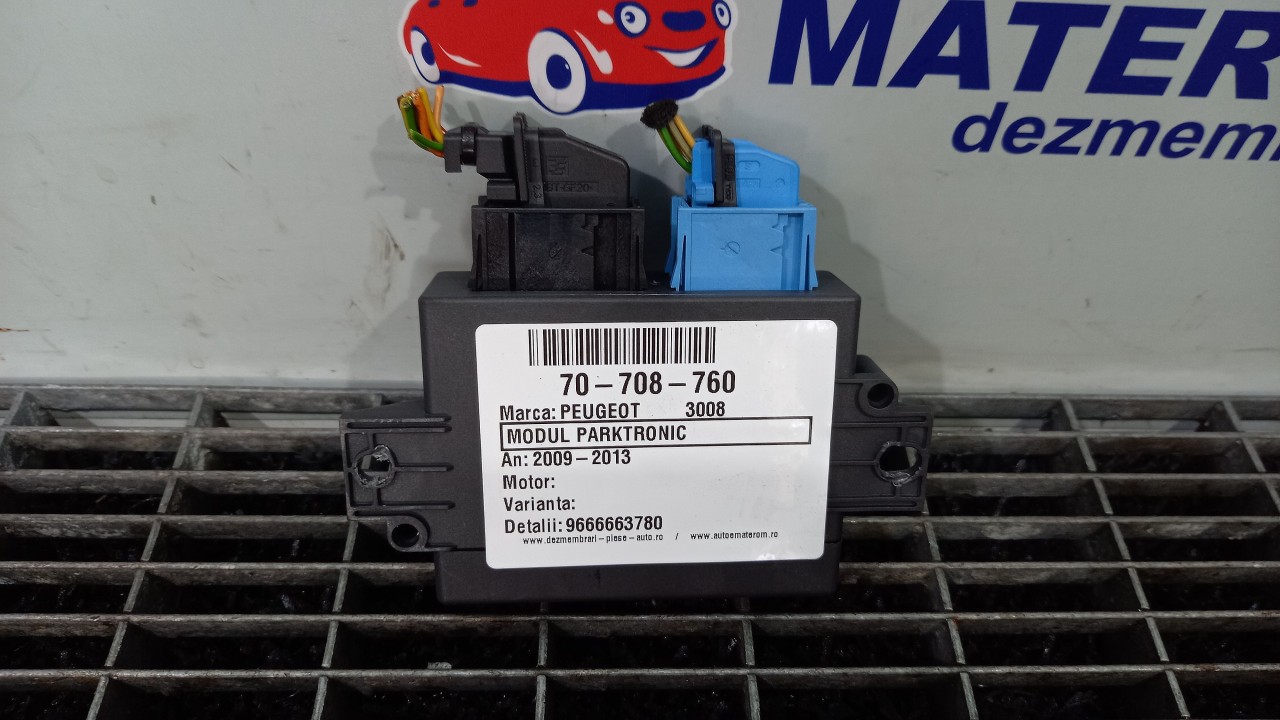 MATER
dezmem
70-708-760
Marca: PEUGEOT 3008
MODUL PARKTRONIC
An: 2009-2013
Motor:
Varianta:
Detalii: 9666663780
www.dezmembrari-piese-auto.ro / www.autoematerom.ro